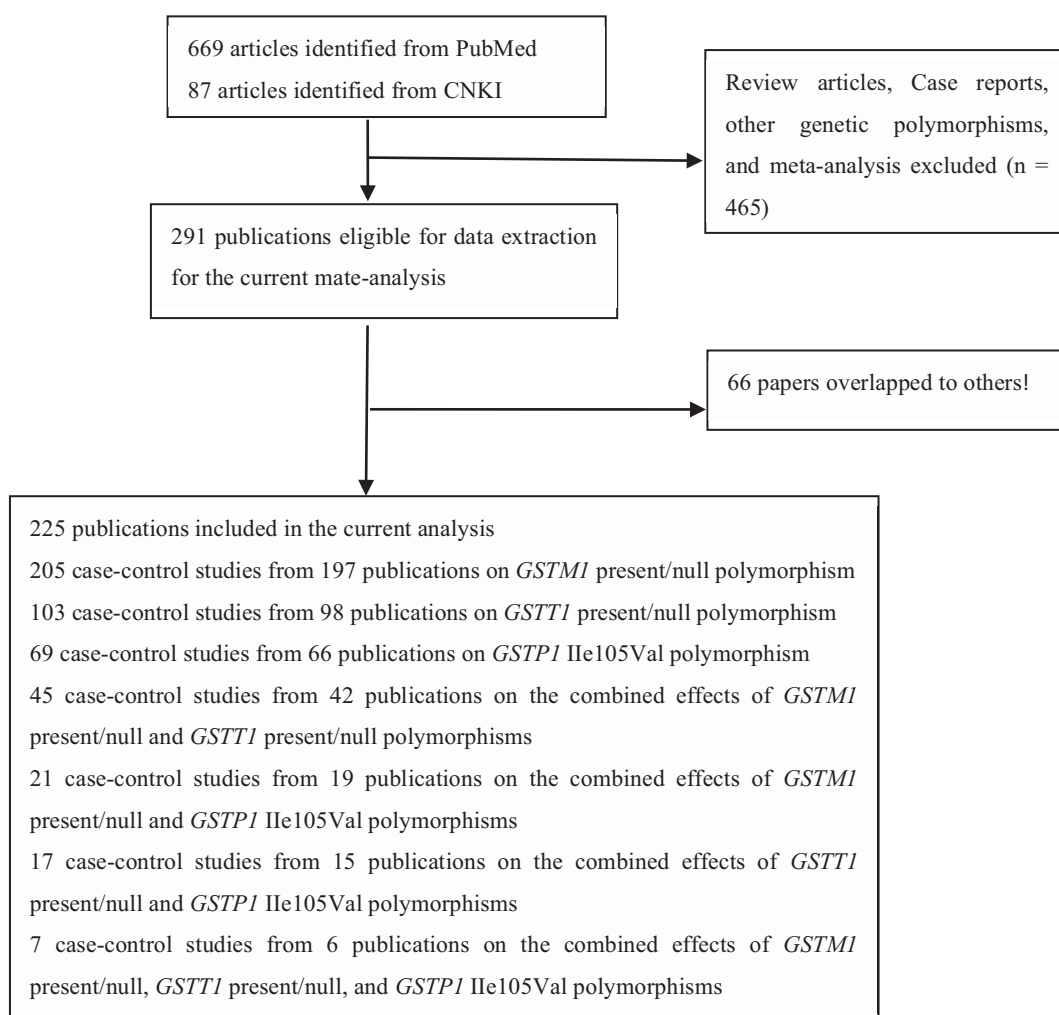 669 articles identified from PubMed
87 articles identified from CNKI
Review articles, Case reports,
other genetic polymorphisms,
and meta-analysis excluded (n =
465)
291 publications eligible for data extraction
for the current mate-analysis
66 papers overlapped to others!
225 publications included in the current analysis
205 case-control studies from 197 publications on GSTM1 present/null polymorphism
103 case-control studies from 98 publications on GSTT1 present/null polymorphism
69 case-control studies from 66 publications on GSTP1 IIe105Val polymorphism
45 case-control studies from 42 publications on the combined effects of GSTM1
present/null and GSTT1 present/null polymorphisms
21 case-control studies from 19 publications on the combined effects of GSTM1
present/null and GSTP1 IIe105Val polymorphisms
17 case-control studies from 15 publications on the combined effects of GSTT1
present/null and GSTP1 IIe105Val polymorphisms
7 case-control studies from 6 publications on the combined effects of GSTM1
present/null, GSTT1 present/null, and GSTP1 IIe105Val polymorphisms